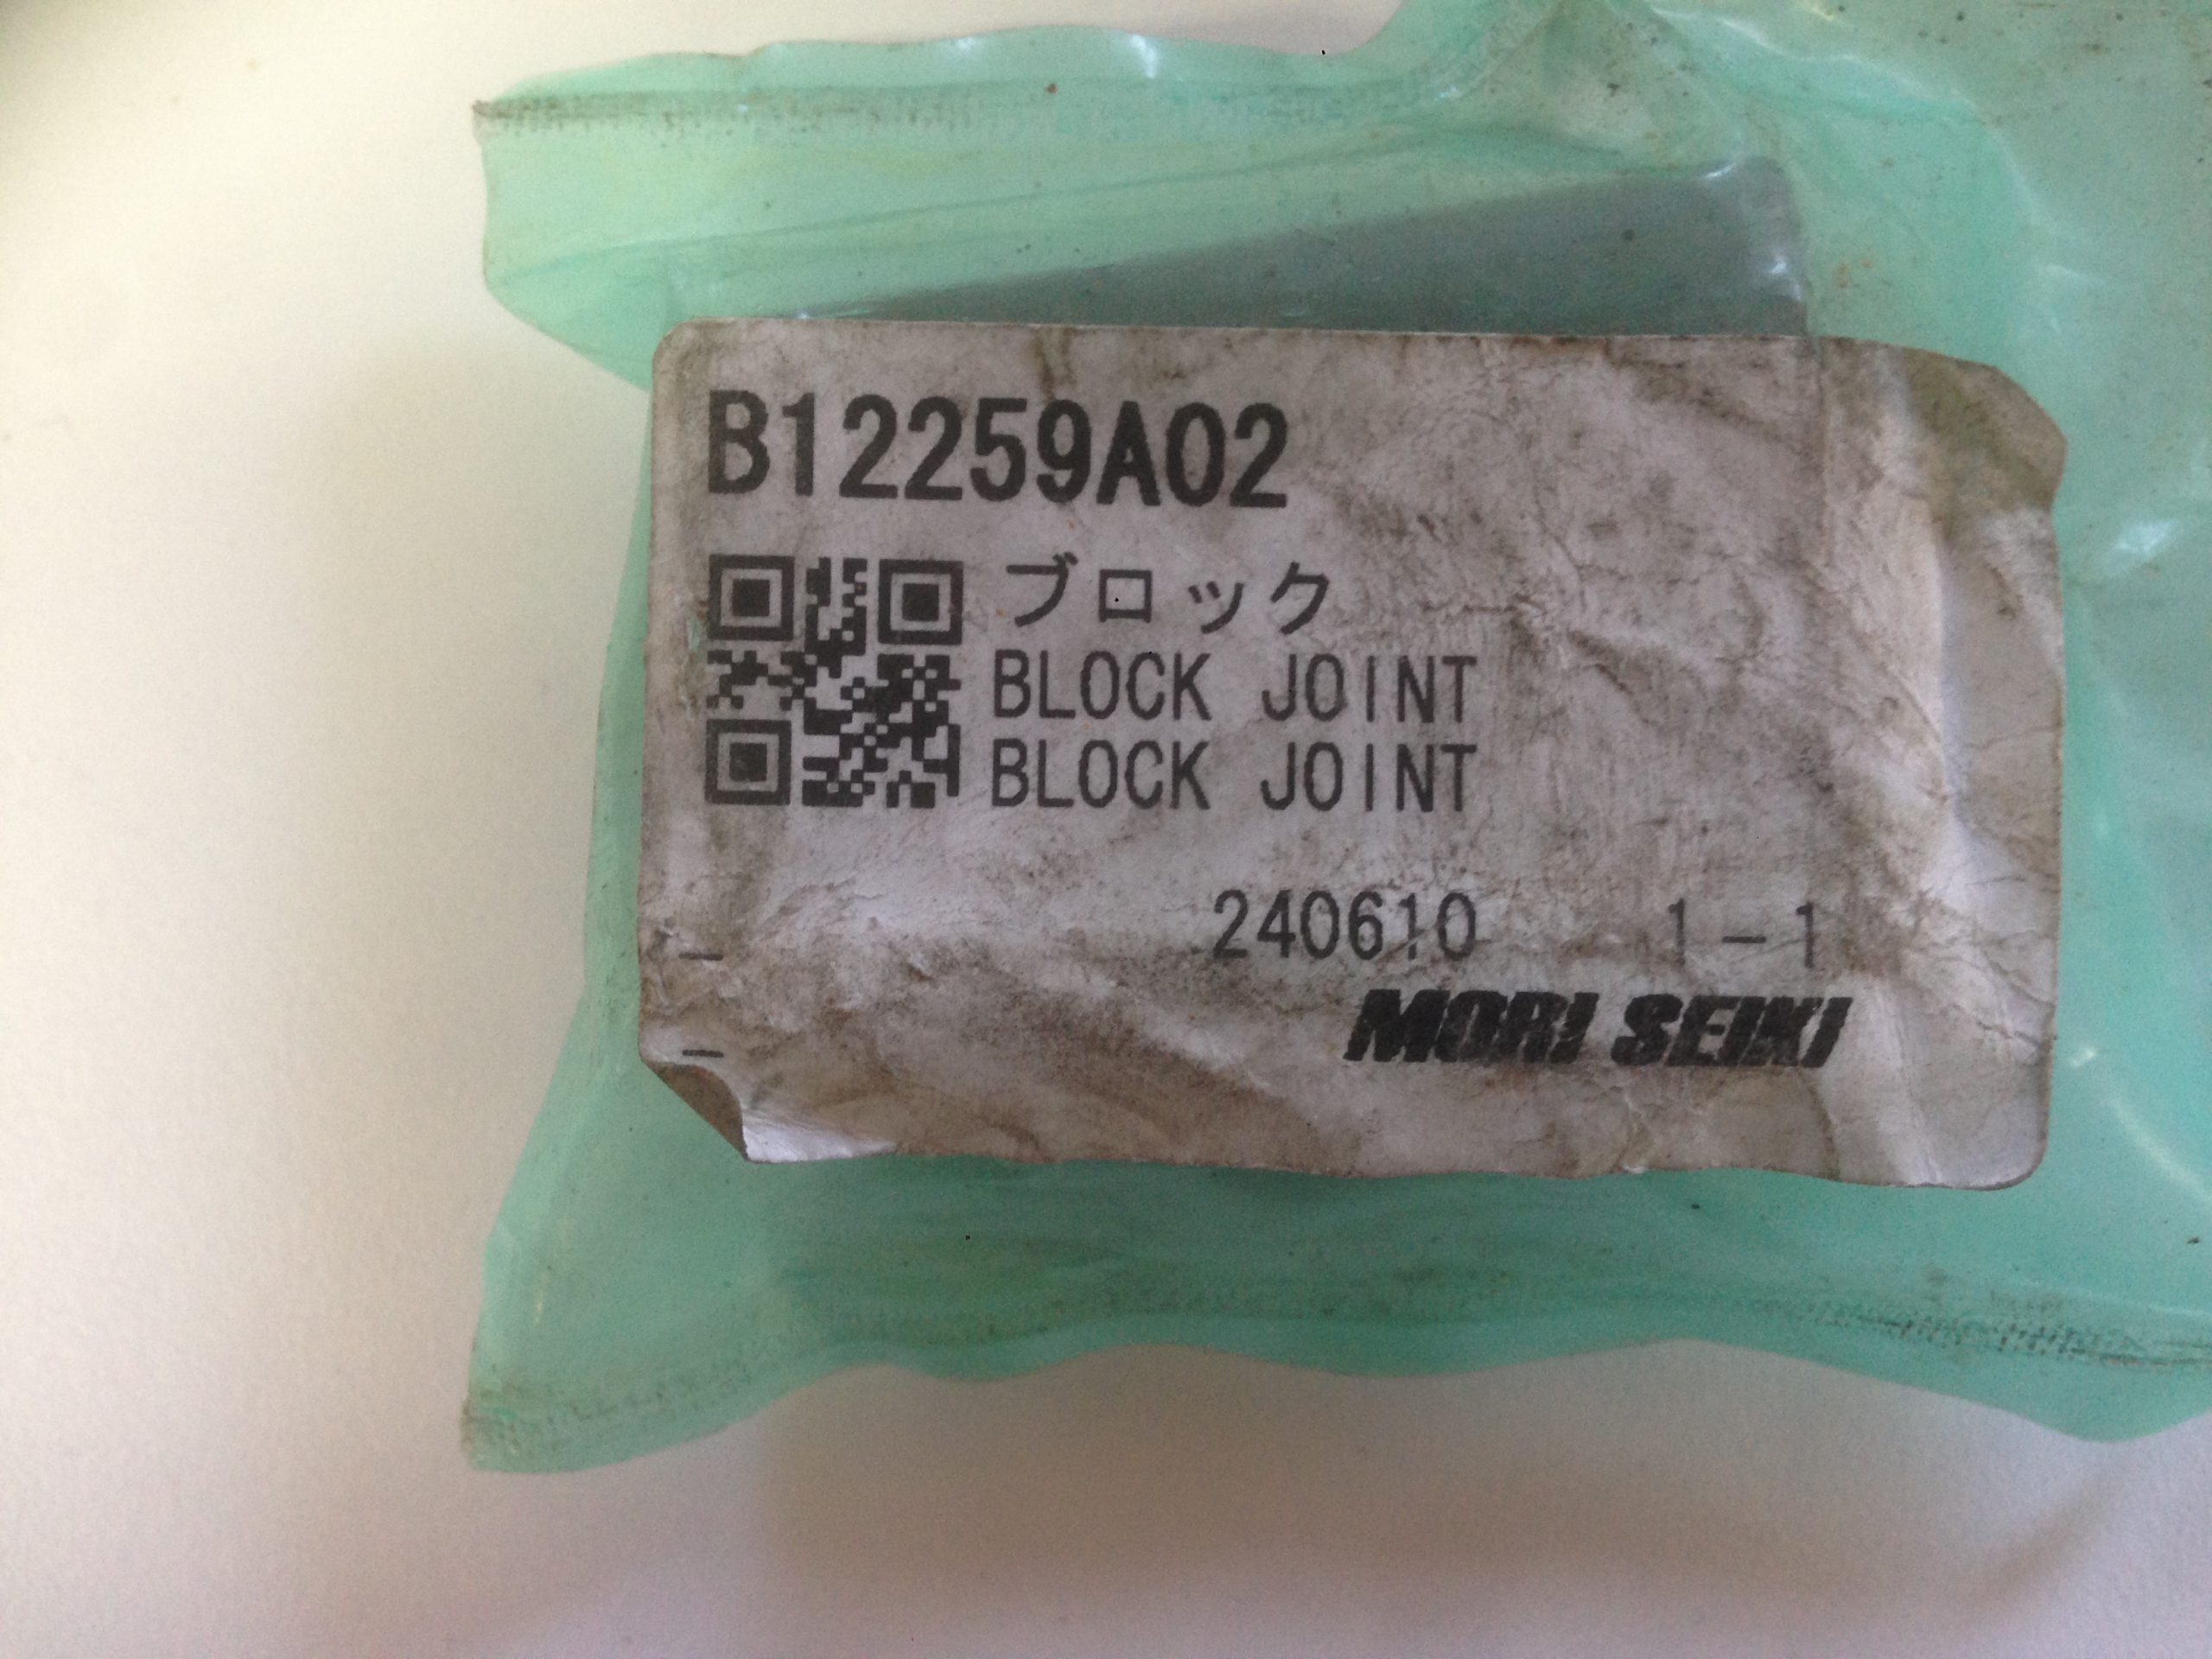 B12259A02
ブロック
BLOCK JOINT
BLOCK JOINT
240610 1-1
MORI SEIKI